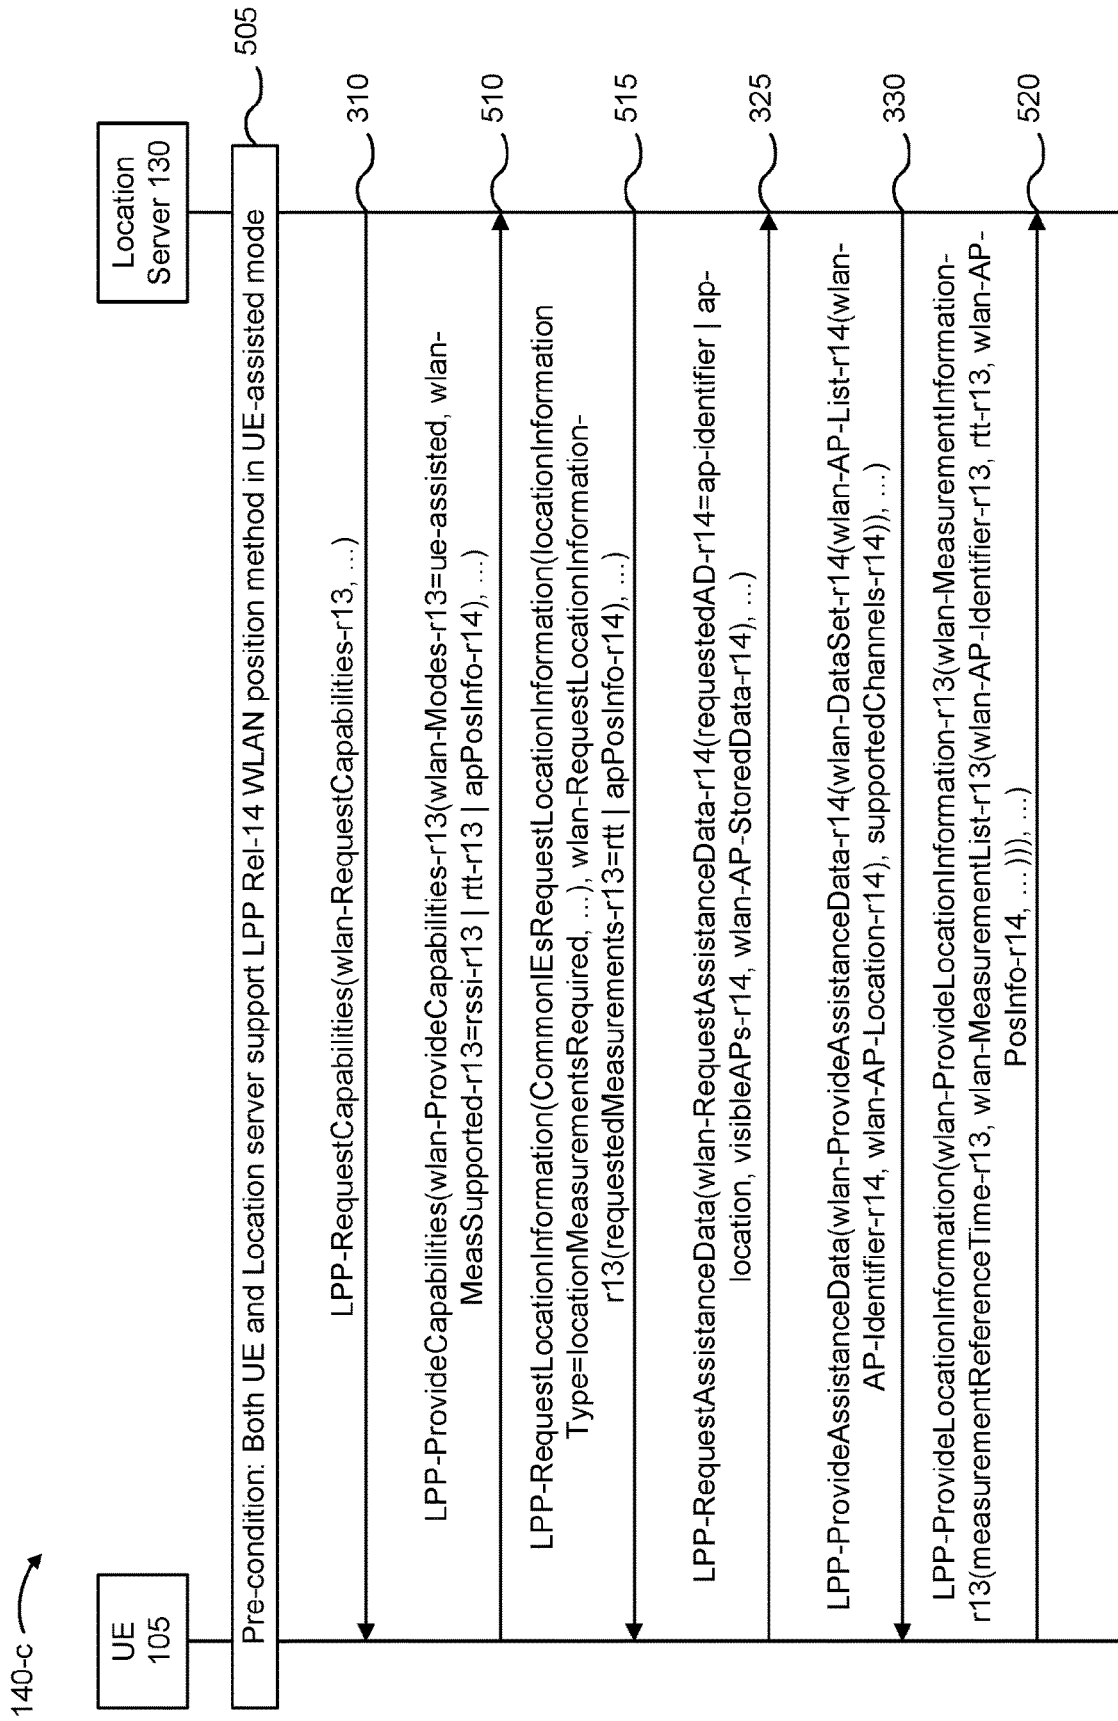 140-c
UE
105
Location
Server 130
Pre-condition: Both UE and Location server support LPP Rel-14 WLAN position method in UE-assisted mode
505
LPP-RequestCapabilities(wlan-RequestCapabilities-r13, ...)
310
LPP-ProvideCapabilities(wlan-ProvideCapabilities-r13(wlan-Modes-r13=ue-assisted, wlan-
MeasSupported-r13=rssi-r13 | rtt-r13 | apPosInfo-r14), ...)
510
LPP-RequestLocationInformation(CommonIEsRequestLocationInformation(locationInformation
Type=locationMeasurementsRequired, ...), wlan-RequestLocationInformation-
r13(requestedMeasurements-r13=rtt | apPosInfo-r14), ...)
515
LPP-RequestAssistanceData(wlan-RequestAssistanceData-r14(requestedAD-r14=ap-identifier | ap-
location, visibleAPs-r14, wlan-AP-StoredData-r14), ...)
325
LPP-ProvideAssistanceData(wlan-ProvideAssistanceData-r14(wlan-DataSet-r14(wlan-AP-List-r14(wlan-
AP-Identifier-r14, wlan-AP-Location-r14), supportedChannels-r14)), ...)
330
LPP-ProvideLocationInformation(wlan-ProvideLocationInformation-r13(wlan-MeasurementInformation-
r13(measurementReferenceTime-r13, wlan-MeasurementList-r13(wlan-AP-Identifier-r13, rtt-r13, wlan-AP-
PosInfo-r14, ... ))), ...)
520